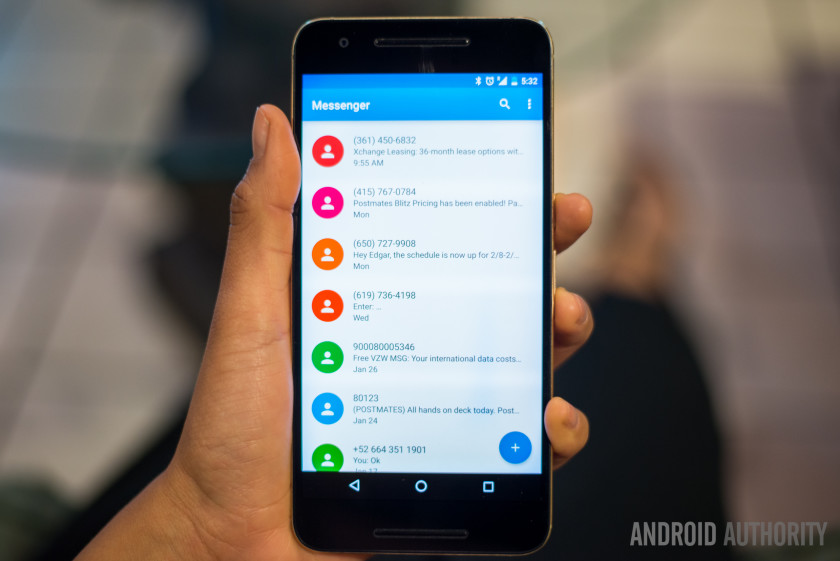 5:32
Messenger
(361) 450-6832
Xchange Leasing: 36-month lease options wit...
9:55 AM
(415) 767-0784
Postmates Blitz Pricing has been enabled! Pa...
Mon
(650) 727-9908
Hey Edgar, the schedule is now up for 2/8-2/...
Mon
(619) 736-4198
Enter: ...
Wed
900080005346
Free VZW MSG: Your international data costs...
Jan 26
80123
(POSTMATES) All hands on deck today. Post...
Jan 24
+52 664 351 1901
You: Ok
ANDROID AUTHORITY